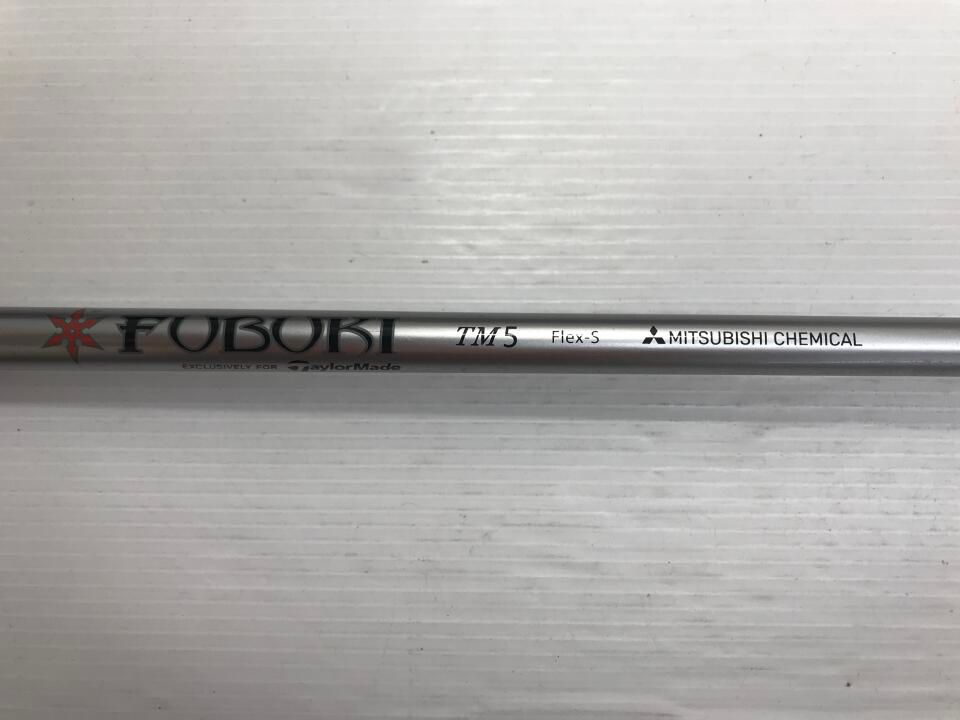 FUBUKI TM5 Flex-S MITSUBISHI CHEMICAL
EXCLUSIVELY FOR TaylorMade